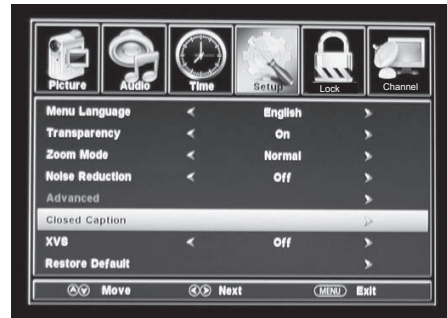 Picture Audio Time Setup Lock Channel
Menu Language English
Transparency On
Zoom Mode Normal
Noise Reduction Off
Advanced
Closed Caption
XV6 Off
Restore Default
Move Next MENU Exit